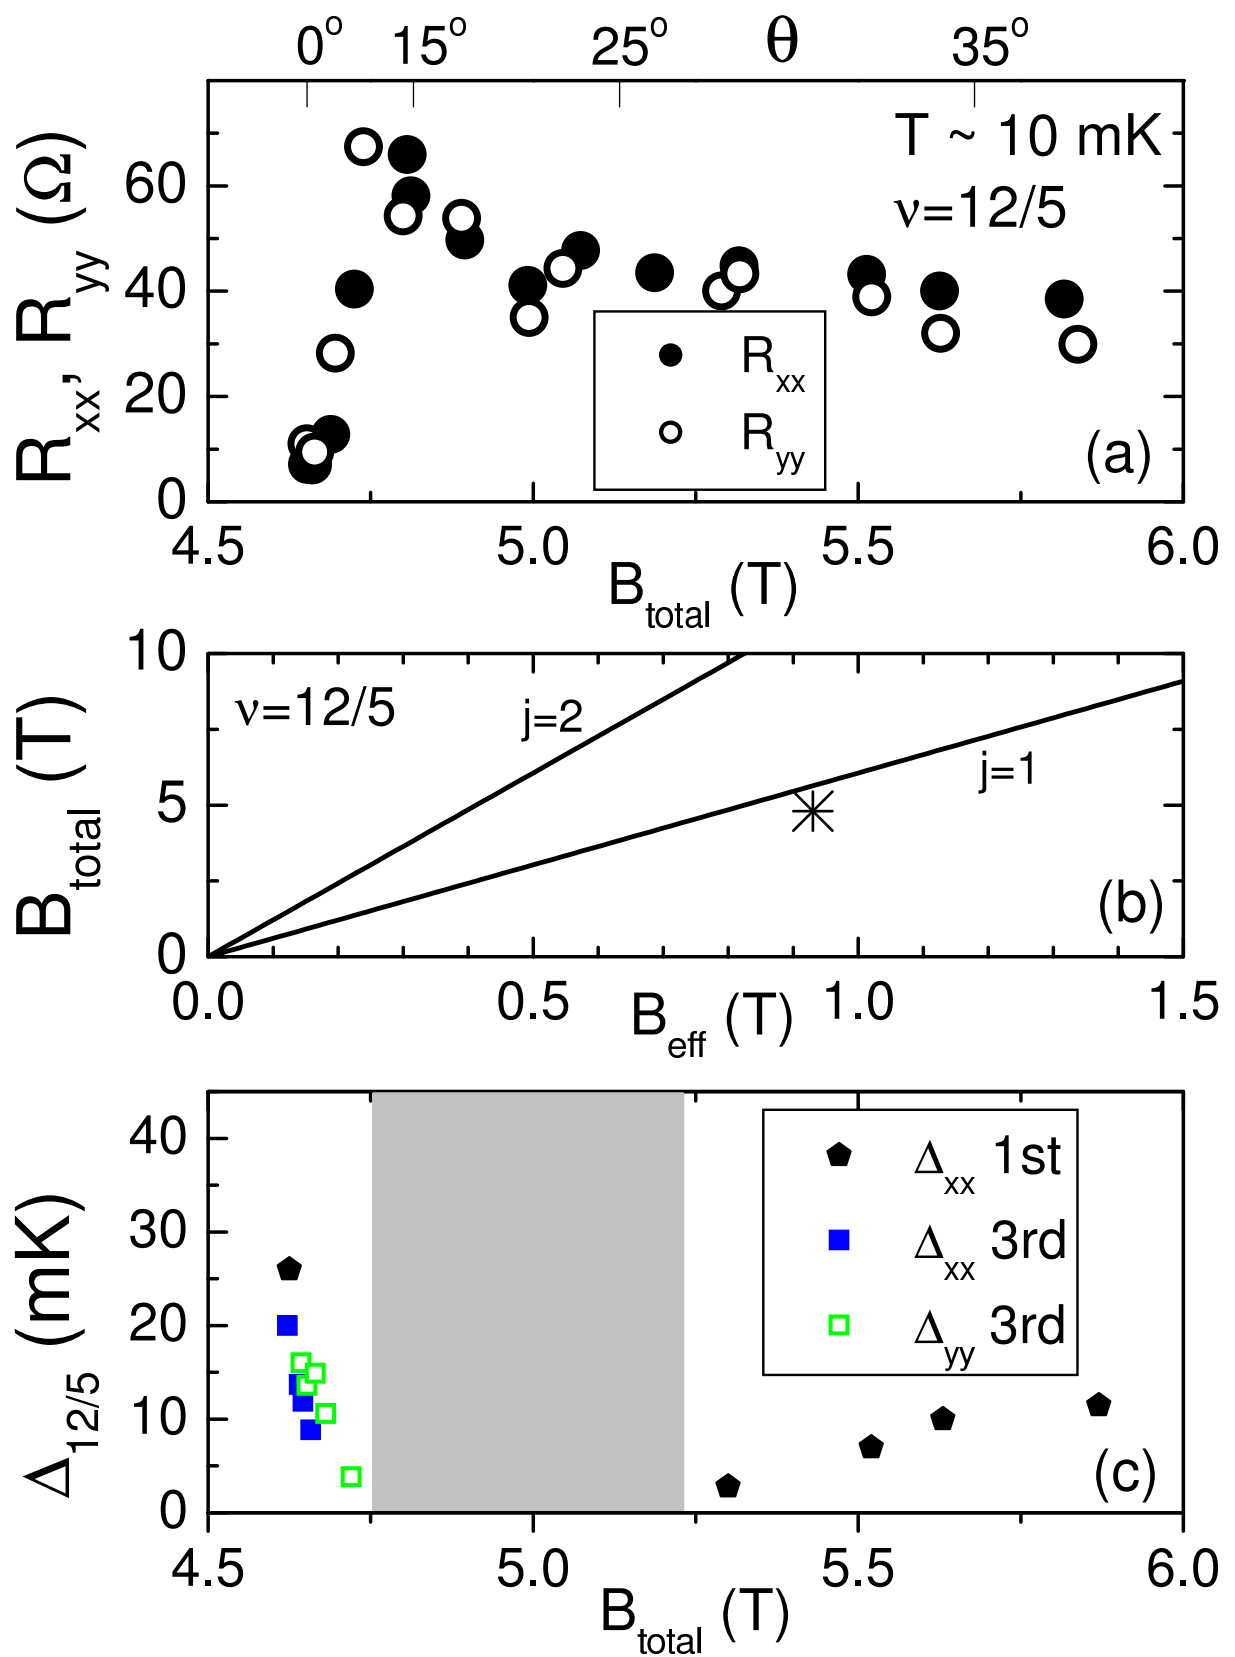 0° 15° 25° θ 35°
T ~ 10 mK
ν=12/5
R_xx, R_yy (Ω)
60
40
20
0
R_xx
R_yy
(a)
4.5 5.0 5.5 6.0
B_total (T)
10
5
0
B_total (T)
ν=12/5
j=2
j=1
(b)
0.0 0.5 1.0 1.5
B_eff (T)
Δ_12/5 (mK)
40
30
20
10
0
Δ_xx 1st
Δ_xx 3rd
Δ_yy 3rd
(c)
4.5 5.0 5.5 6.0
B_total (T)